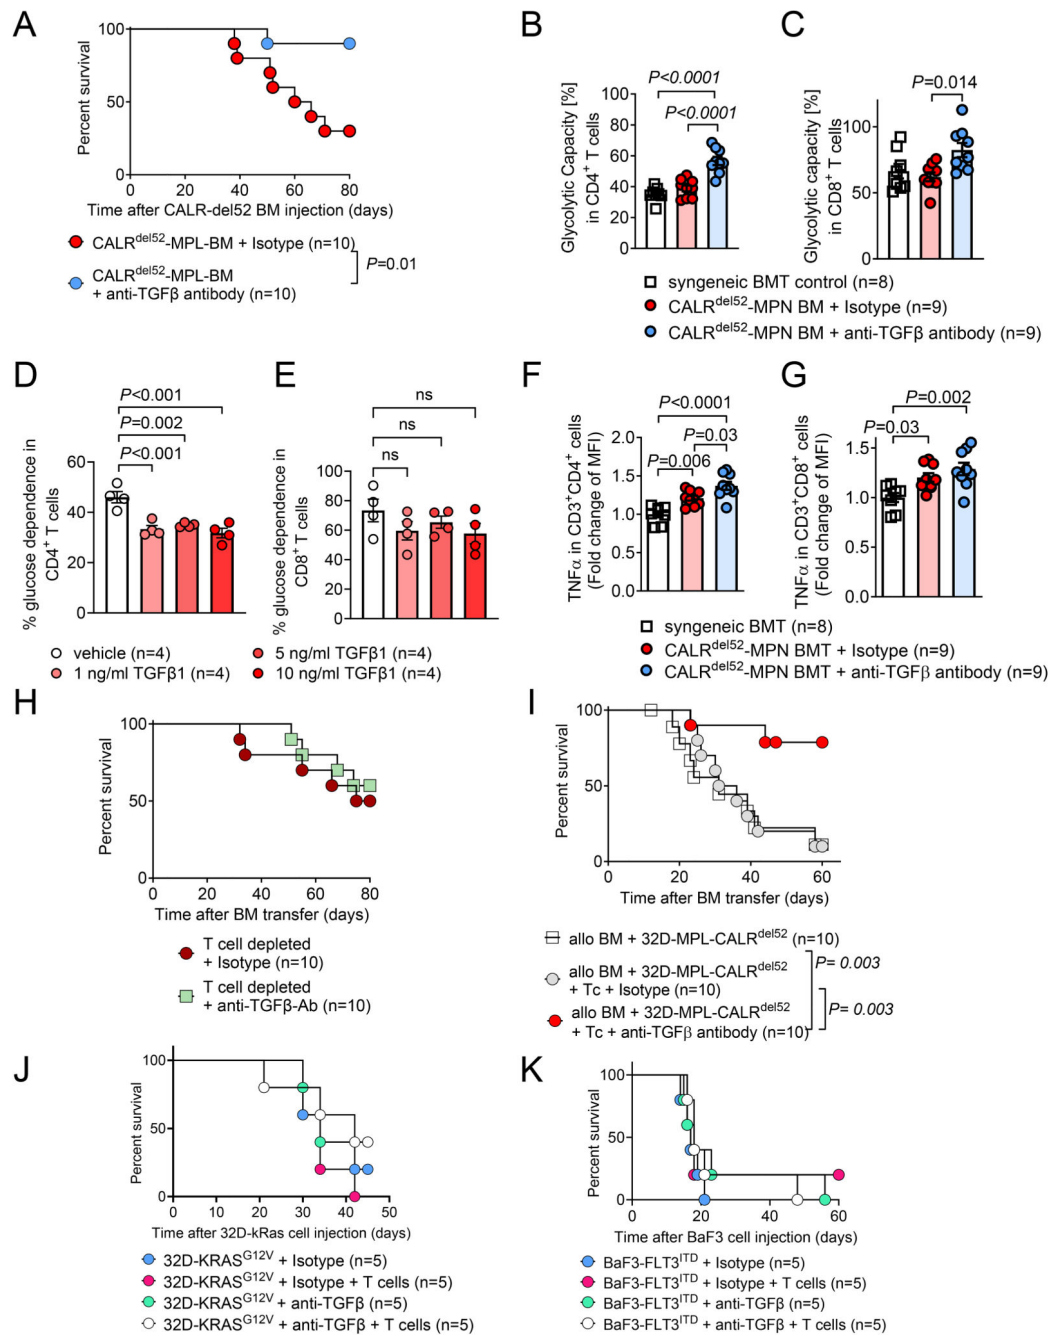 A
100
50
0
Percent survival
0
20
40
60
80
Time after CALR-del52 BM injection (days)
CALRdel52-MPL-BM + Isotype (n=10)
CALRdel52-MPL-BM
+ anti-TGFβ antibody (n=10)
P=0.01
B
P<0.0001
P<0.0001
100
80
60
40
20
0
Glycolytic Capacity [%]
in CD4+ T cells
C
P=0.014
100
50
0
Glycolytic capacity [%]
in CD8+ T cells
syngeneic BMT control (n=8)
CALRdel52-MPN BM + Isotype (n=9)
CALRdel52-MPN BM + anti-TGFβ antibody (n=9)
D
P<0.001
P=0.002
P<0.001
60
40
20
0
% glucose dependence in
CD4+ T cells
E
ns
ns
ns
100
80
60
40
20
0
% glucose dependence in
CD8+ T cells
vehicle (n=4)
1 ng/ml TGFβ1 (n=4)
5 ng/ml TGFβ1 (n=4)
10 ng/ml TGFβ1 (n=4)
F
P<0.0001
P=0.03
P=0.006
2.0
1.5
1.0
0.5
0.0
TNFα in CD3+CD4+ cells
(Fold change of MFI)
G
P=0.002
P=0.03
1.5
1.0
0.5
0.0
TNFα in CD3+CD8+ cells
(Fold change of MFI)
syngeneic BMT (n=8)
CALRdel52-MPN BMT + Isotype (n=9)
CALRdel52-MPN BMT + anti-TGFβ antibody (n=9)
H
100
50
0
Percent survival
0
20
40
60
80
Time after BM transfer (days)
T cell depleted
+ Isotype (n=10)
T cell depleted
+ anti-TGFβ-Ab (n=10)
I
100
50
0
Percent survival
0
20
40
60
Time after BM transfer (days)
allo BM + 32D-MPL-CALRdel52 (n=10)
allo BM + 32D-MPL-CALRdel52
+ Tc + Isotype (n=10)
allo BM + 32D-MPL-CALRdel52
+ Tc + anti-TGFβ antibody (n=10)
P= 0.003
P= 0.003
J
100
50
0
Percent survival
0
10
20
30
40
50
Time after 32D-kRas cell injection (days)
32D-KRASG12V + Isotype (n=5)
32D-KRASG12V + Isotype + T cells (n=5)
32D-KRASG12V + anti-TGFβ (n=5)
32D-KRASG12V + anti-TGFβ + T cells (n=5)
K
100
50
0
Percent survival
0
20
40
60
Time after BaF3 cell injection (days)
BaF3-FLT3ITD + Isotype (n=5)
BaF3-FLT3ITD + Isotype + T cells (n=5)
BaF3-FLT3ITD + anti-TGFβ (n=5)
BaF3-FLT3ITD + anti-TGFβ + T cells (n=5)